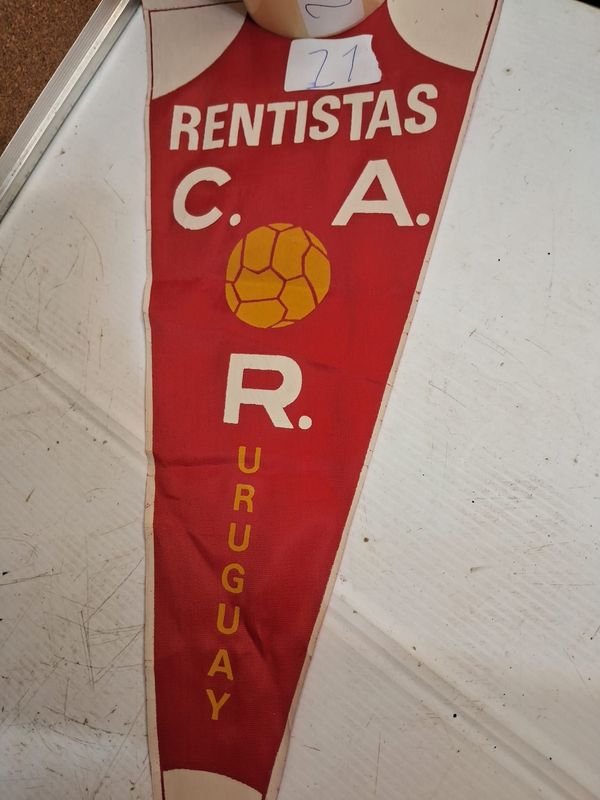 21
RENTISTAS
C. A.
R.
URUGUAY